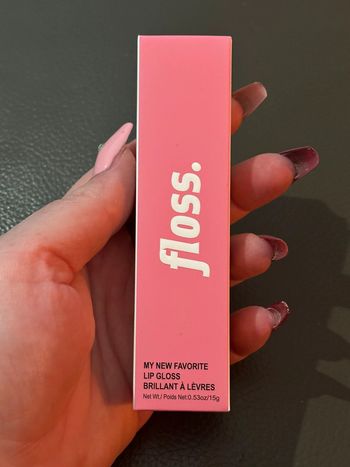 floss.
MY NEW FAVORITE
LIP GLOSS
BRILLANT À LÈVRES
Net Wt./ Poids Net:0.53oz/15g